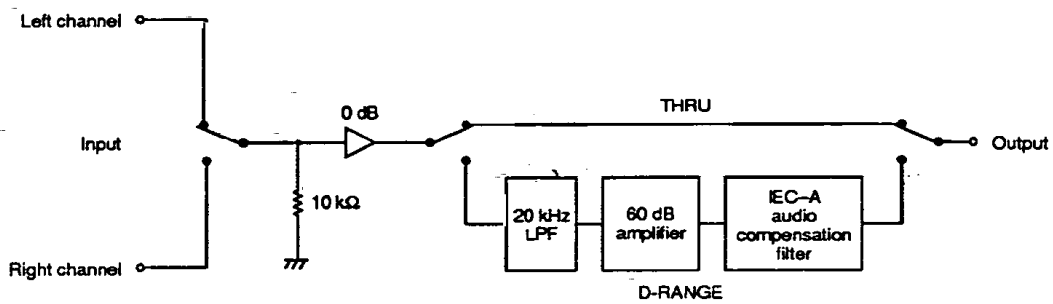 Left channel
0 dB
THRU
Input
Output
10 kΩ
20 kHz
LPF
60 dB
amplifier
IEC-A
audio
compensation
filter
Right channel
D-RANGE